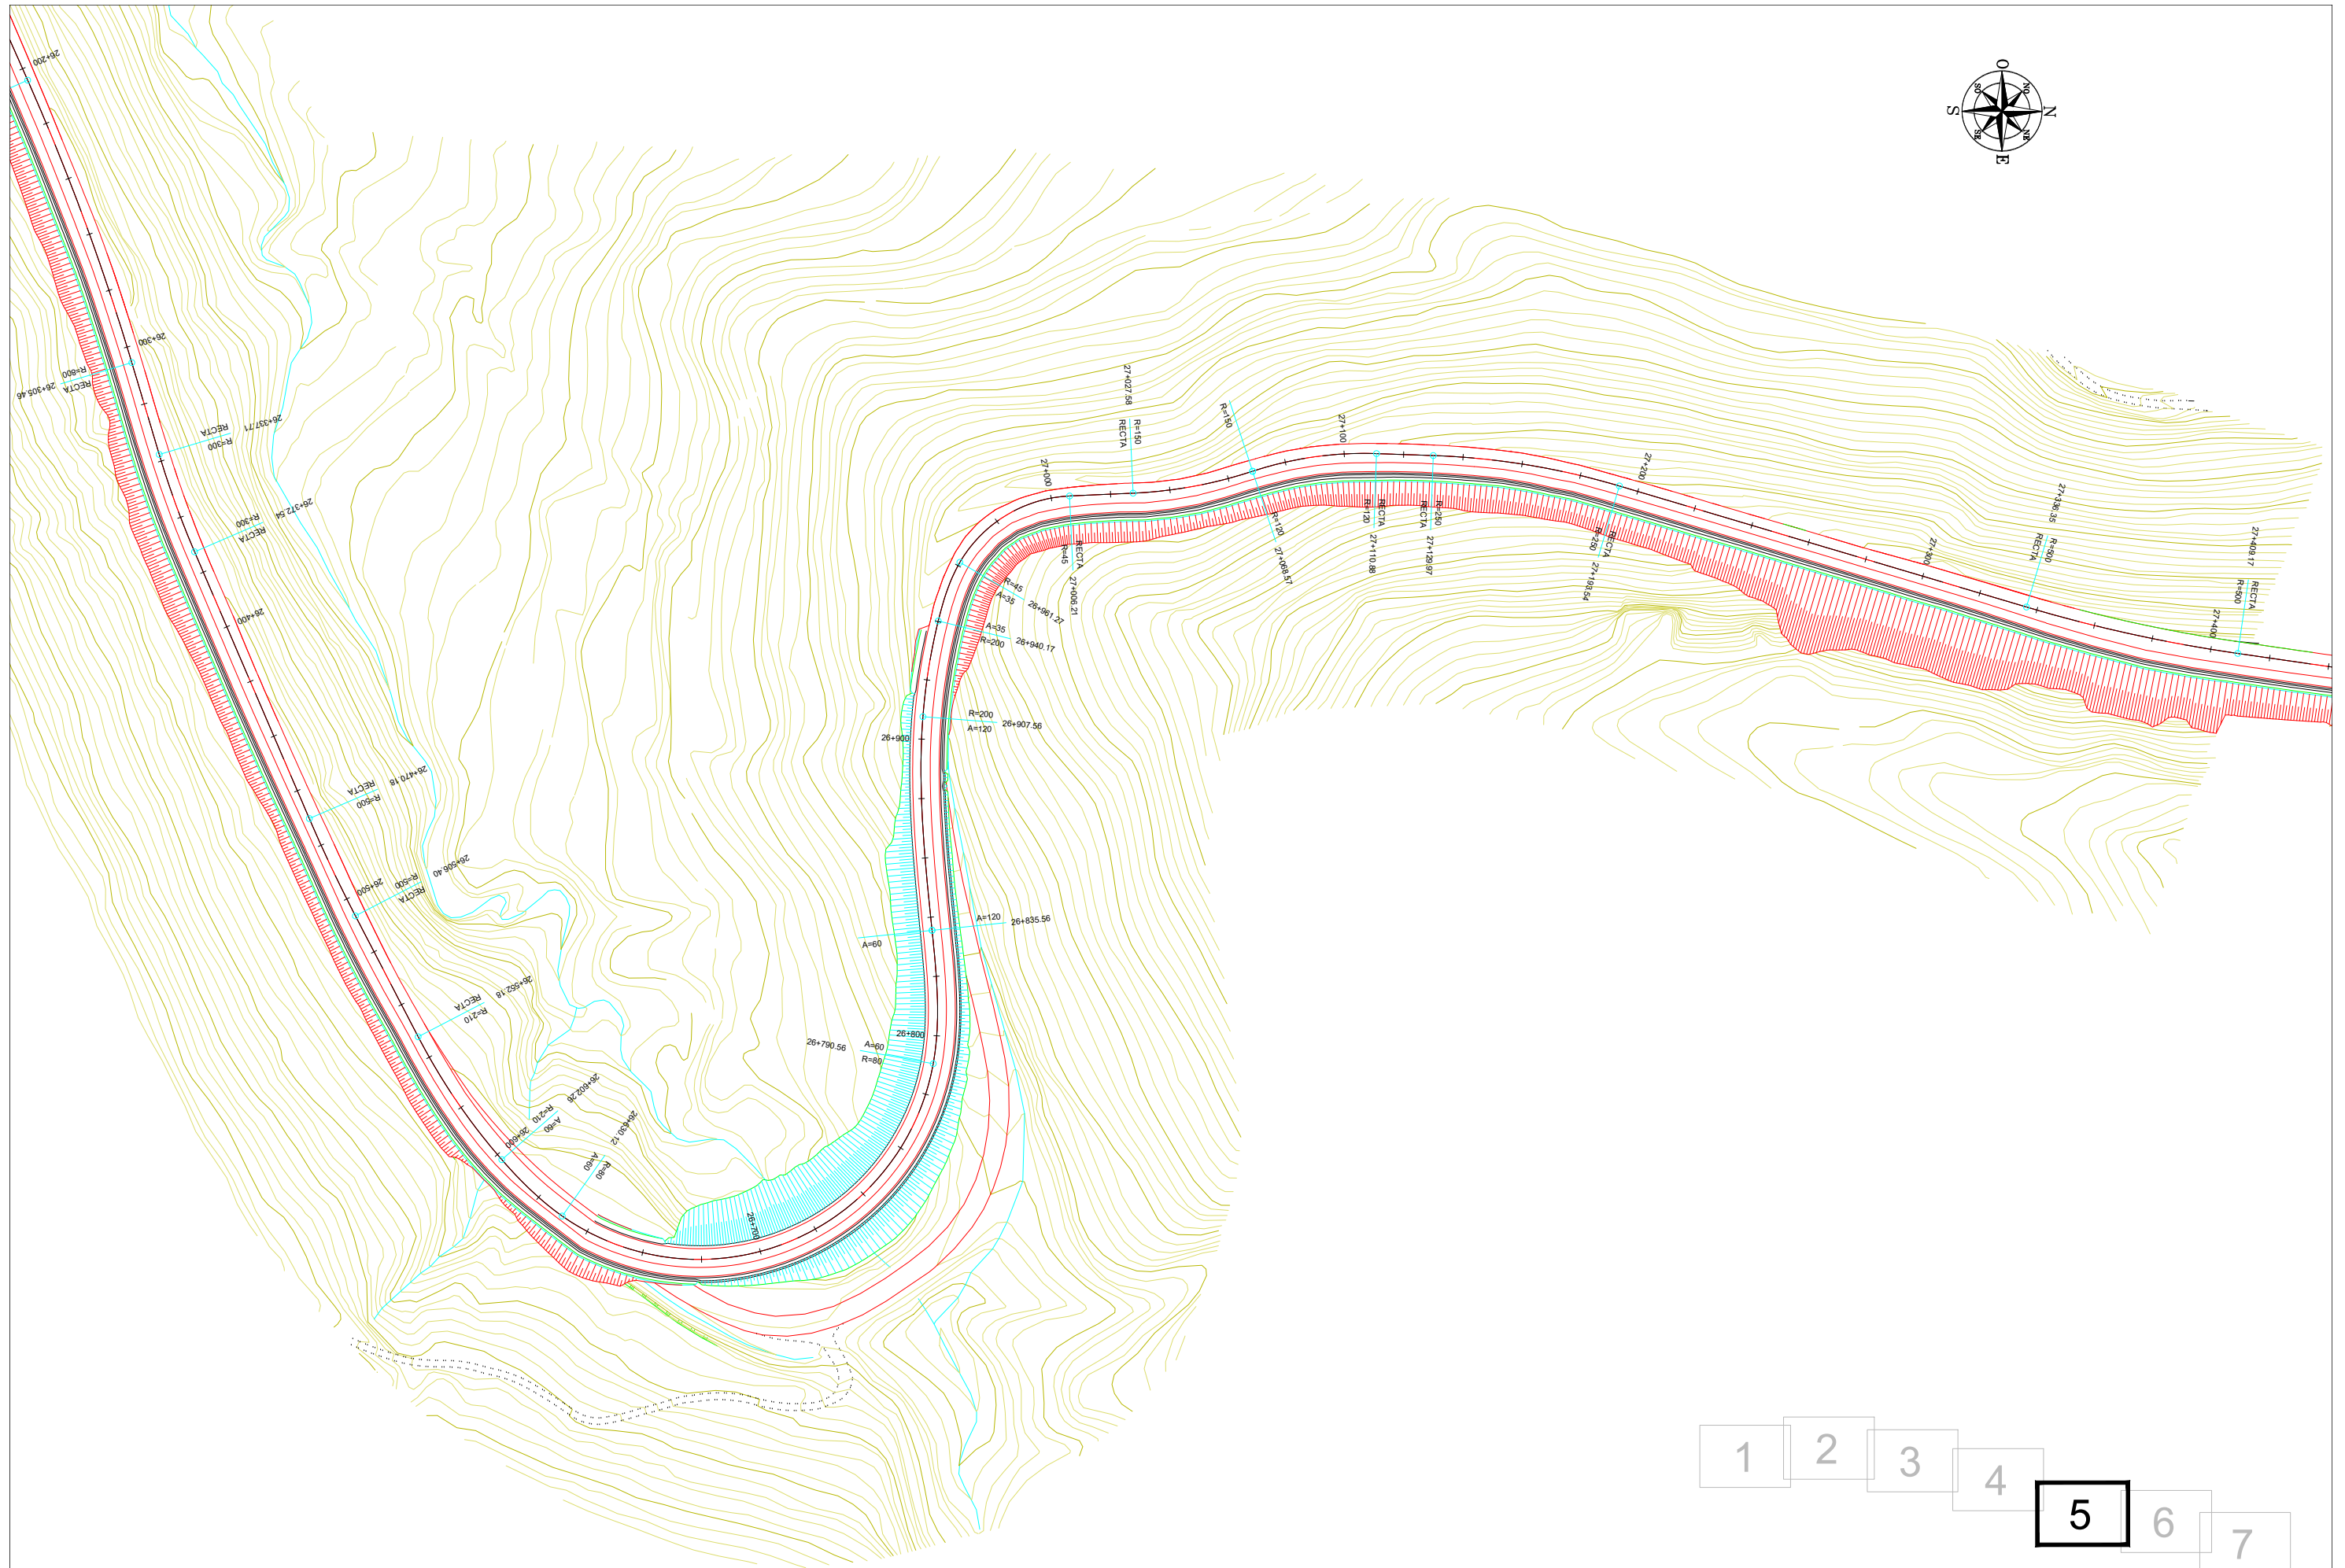 26+200
26+300
R=800
RECTA
26+305.46
RECTA
R=300
26+337.71
R=300
RECTA
26+372.54
26+400
RECTA
R=500
26+470.18
26+500
R=500
RECTA
26+506.40
RECTA
R=210
26+552.18
26+600
R=210
A=60
26+602.26
A=60
R=80
26+630.12
26+700
26+790.56
A=60
R=80
26+800
A=60
A=120
26+835.56
26+900
R=200
A=120
26+907.56
A=35
R=200
26+940.17
R=45
A=35
26+961.27
27+000
R=45
RECTA
27+006.21
27+027.58
RECTA
R=150
R=150
R=120
27+068.57
27+100
R=120
RECTA
27+110.88
RECTA
R=250
27+129.97
27+200
R=250
RECTA
27+193.54
27+300
27+336.35
RECTA
R=500
27+400
27+409.17
R=500
RECTA
O
NO
N
NE
E
SE
S
SO
1
2
3
4
5
6
7